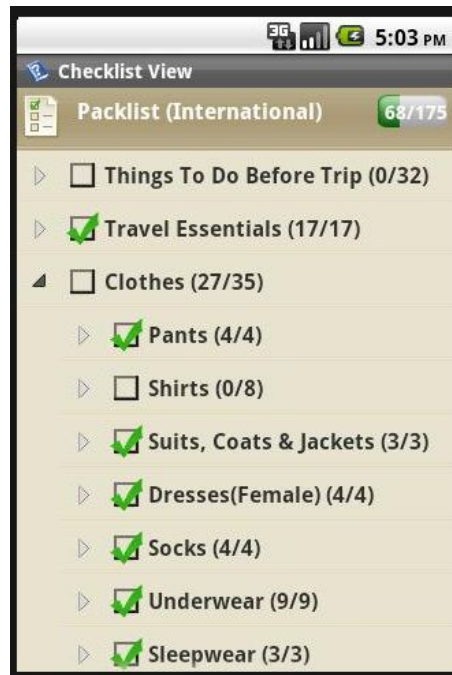 3G 5:03 PM
Checklist View
Packlist (International) 68/175
Things To Do Before Trip (0/32)
Travel Essentials (17/17)
Clothes (27/35)
Pants (4/4)
Shirts (0/8)
Suits, Coats & Jackets (3/3)
Dresses(Female) (4/4)
Socks (4/4)
Underwear (9/9)
Sleepwear (3/3)